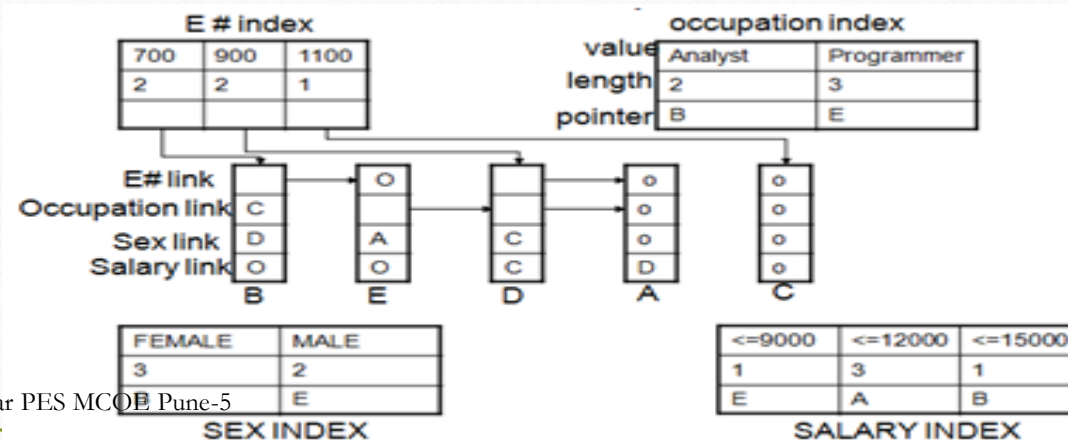 E # index
occupation index
700 900 1100
2 2 1
value Analyst Programmer
length 2 3
pointer B E
E# link O o o
Occupation link C o o
Sex link D A C o o
Salary link O O C D o
B E D A C
FEMALE MALE
3 2
B E
SEX INDEX
<=9000 <=12000 <=15000
1 3 1
E A B
SALARY INDEX
ar PES MCOE Pune-5